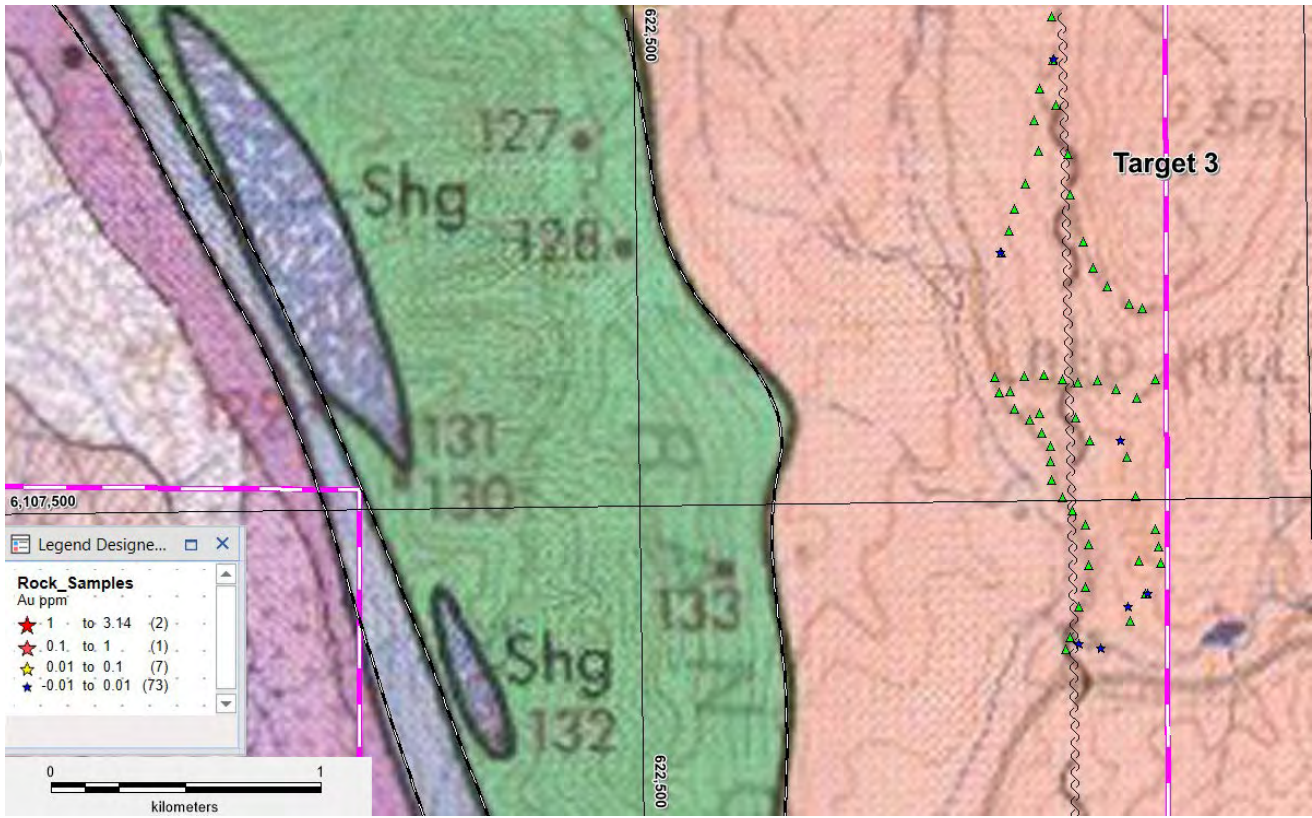 622,500
127
Shg
128
Target 3
RED HILL
131
130
6,107,500
133
Shg
132
622,500
Legend Designe...
Rock_Samples
Au ppm
1 to 3.14 (2)
0.1 to 1 (1)
0.01 to 0.1 (7)
-0.01 to 0.01 (73)
0 1
kilometers